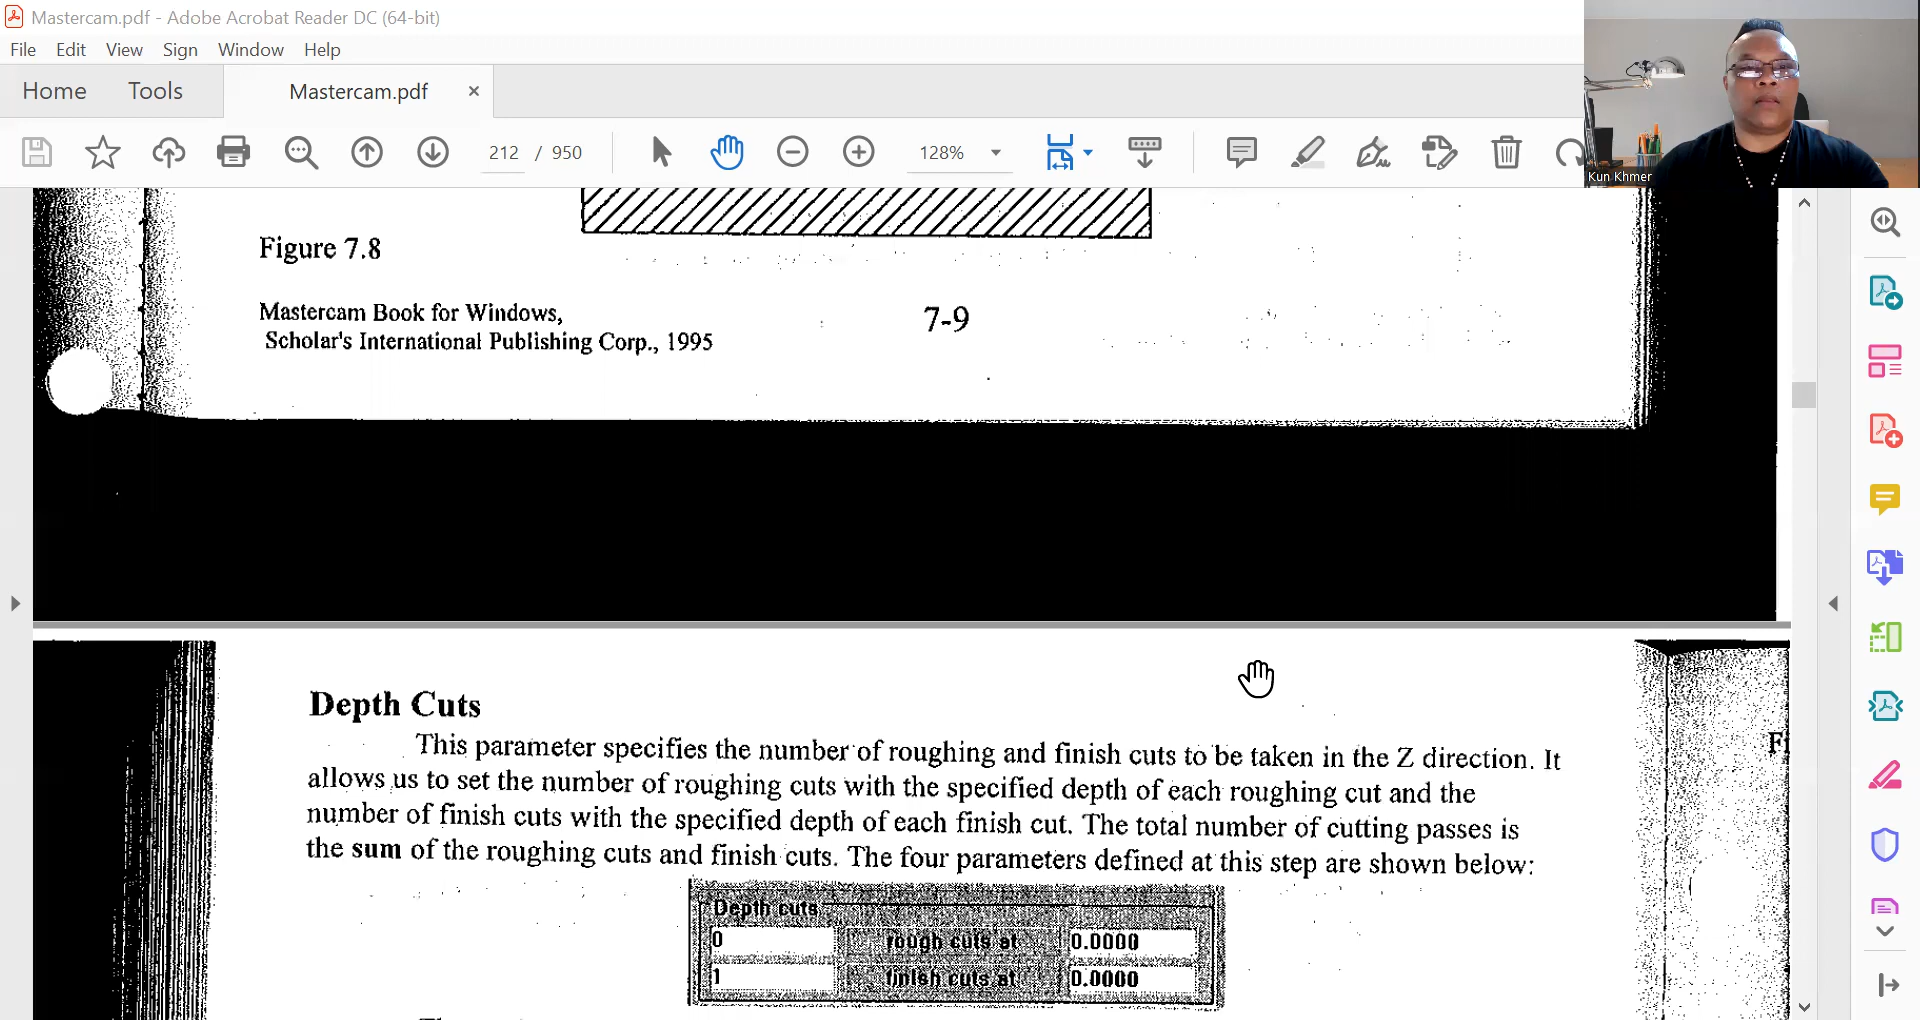 Mastercam.pdf - Adobe Acrobat Reader DC (64-bit)
File Edit View Sign Window Help
Home Tools Mastercam.pdf ×
212 / 950 128%
Kun Khmer
Figure 7.8
Mastercam Book for Windows,
Scholar's International Publishing Corp., 1995
7-9
Depth Cuts
This parameter specifies the number of roughing and finish cuts to be taken in the Z direction. It
allows us to set the number of roughing cuts with the specified depth of each roughing cut and the
number of finish cuts with the specified depth of each finish cut. The total number of cutting passes is
the sum of the roughing cuts and finish cuts. The four parameters defined at this step are shown below:
Depth cuts
0 rough cuts at 0.0000
1 finish cuts at 0.0000